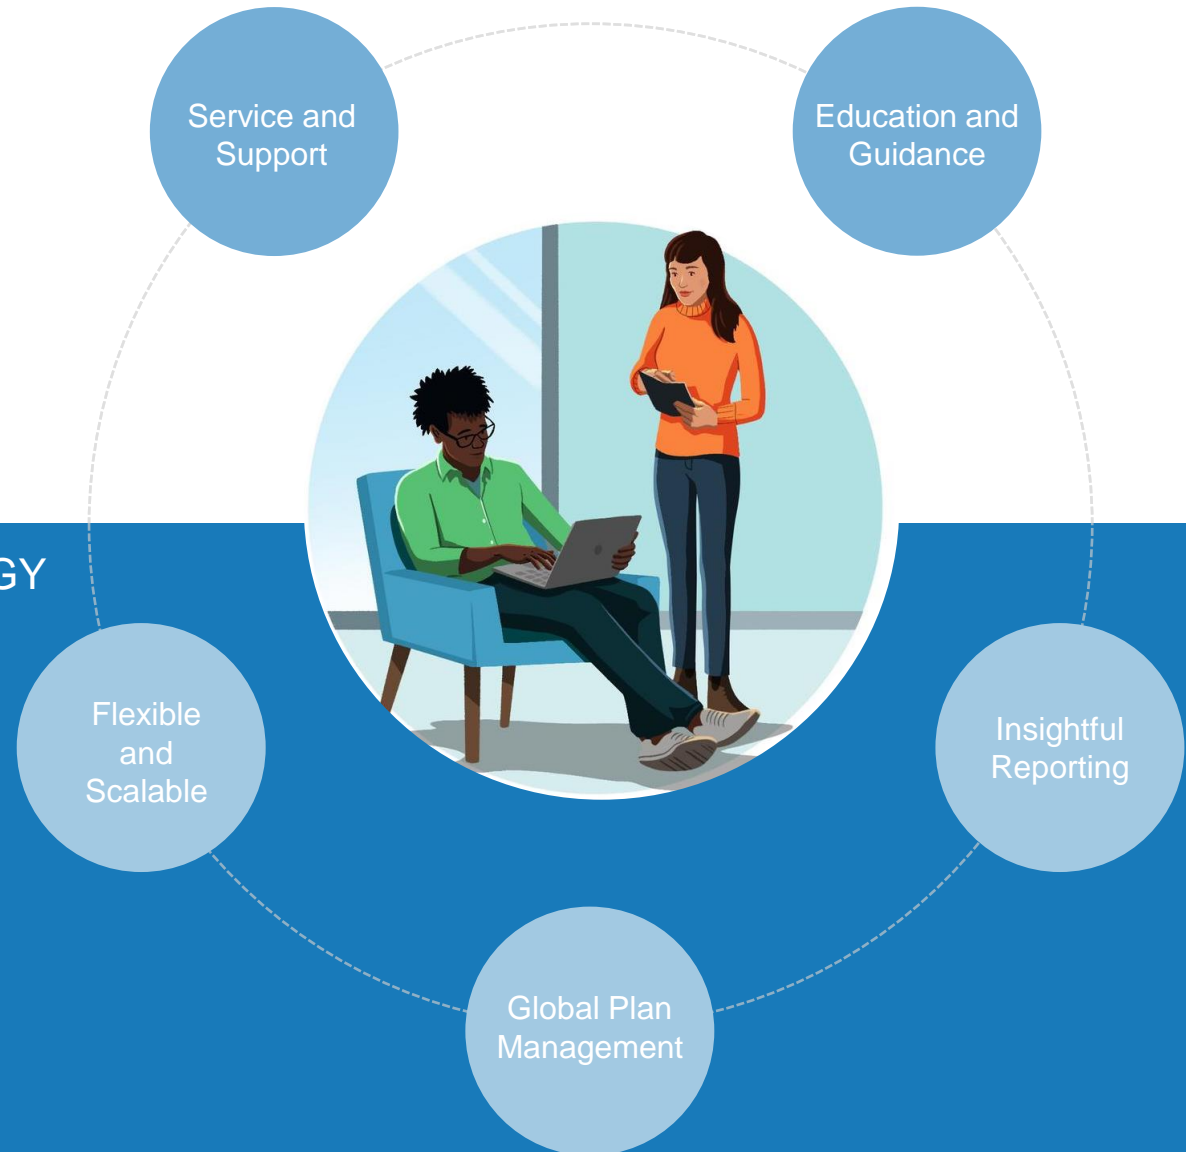 Service and
Support
Education and
Guidance
GY
Flexible
and
Scalable
Insightful
Reporting
Global Plan
Management